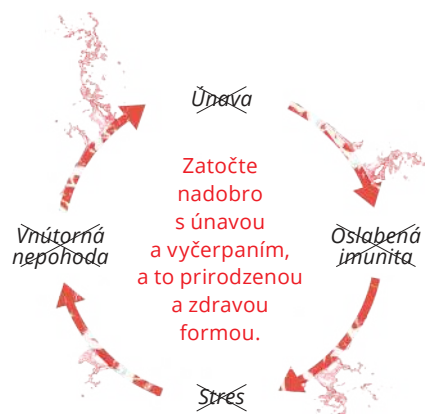 Únava
Zatočte
nadobro
s únavou
a vyčerpaním,
a to prirodzenou
a zdravou
formou.
Vnútorná
nepohoda
Oslabená
imunita
Stres